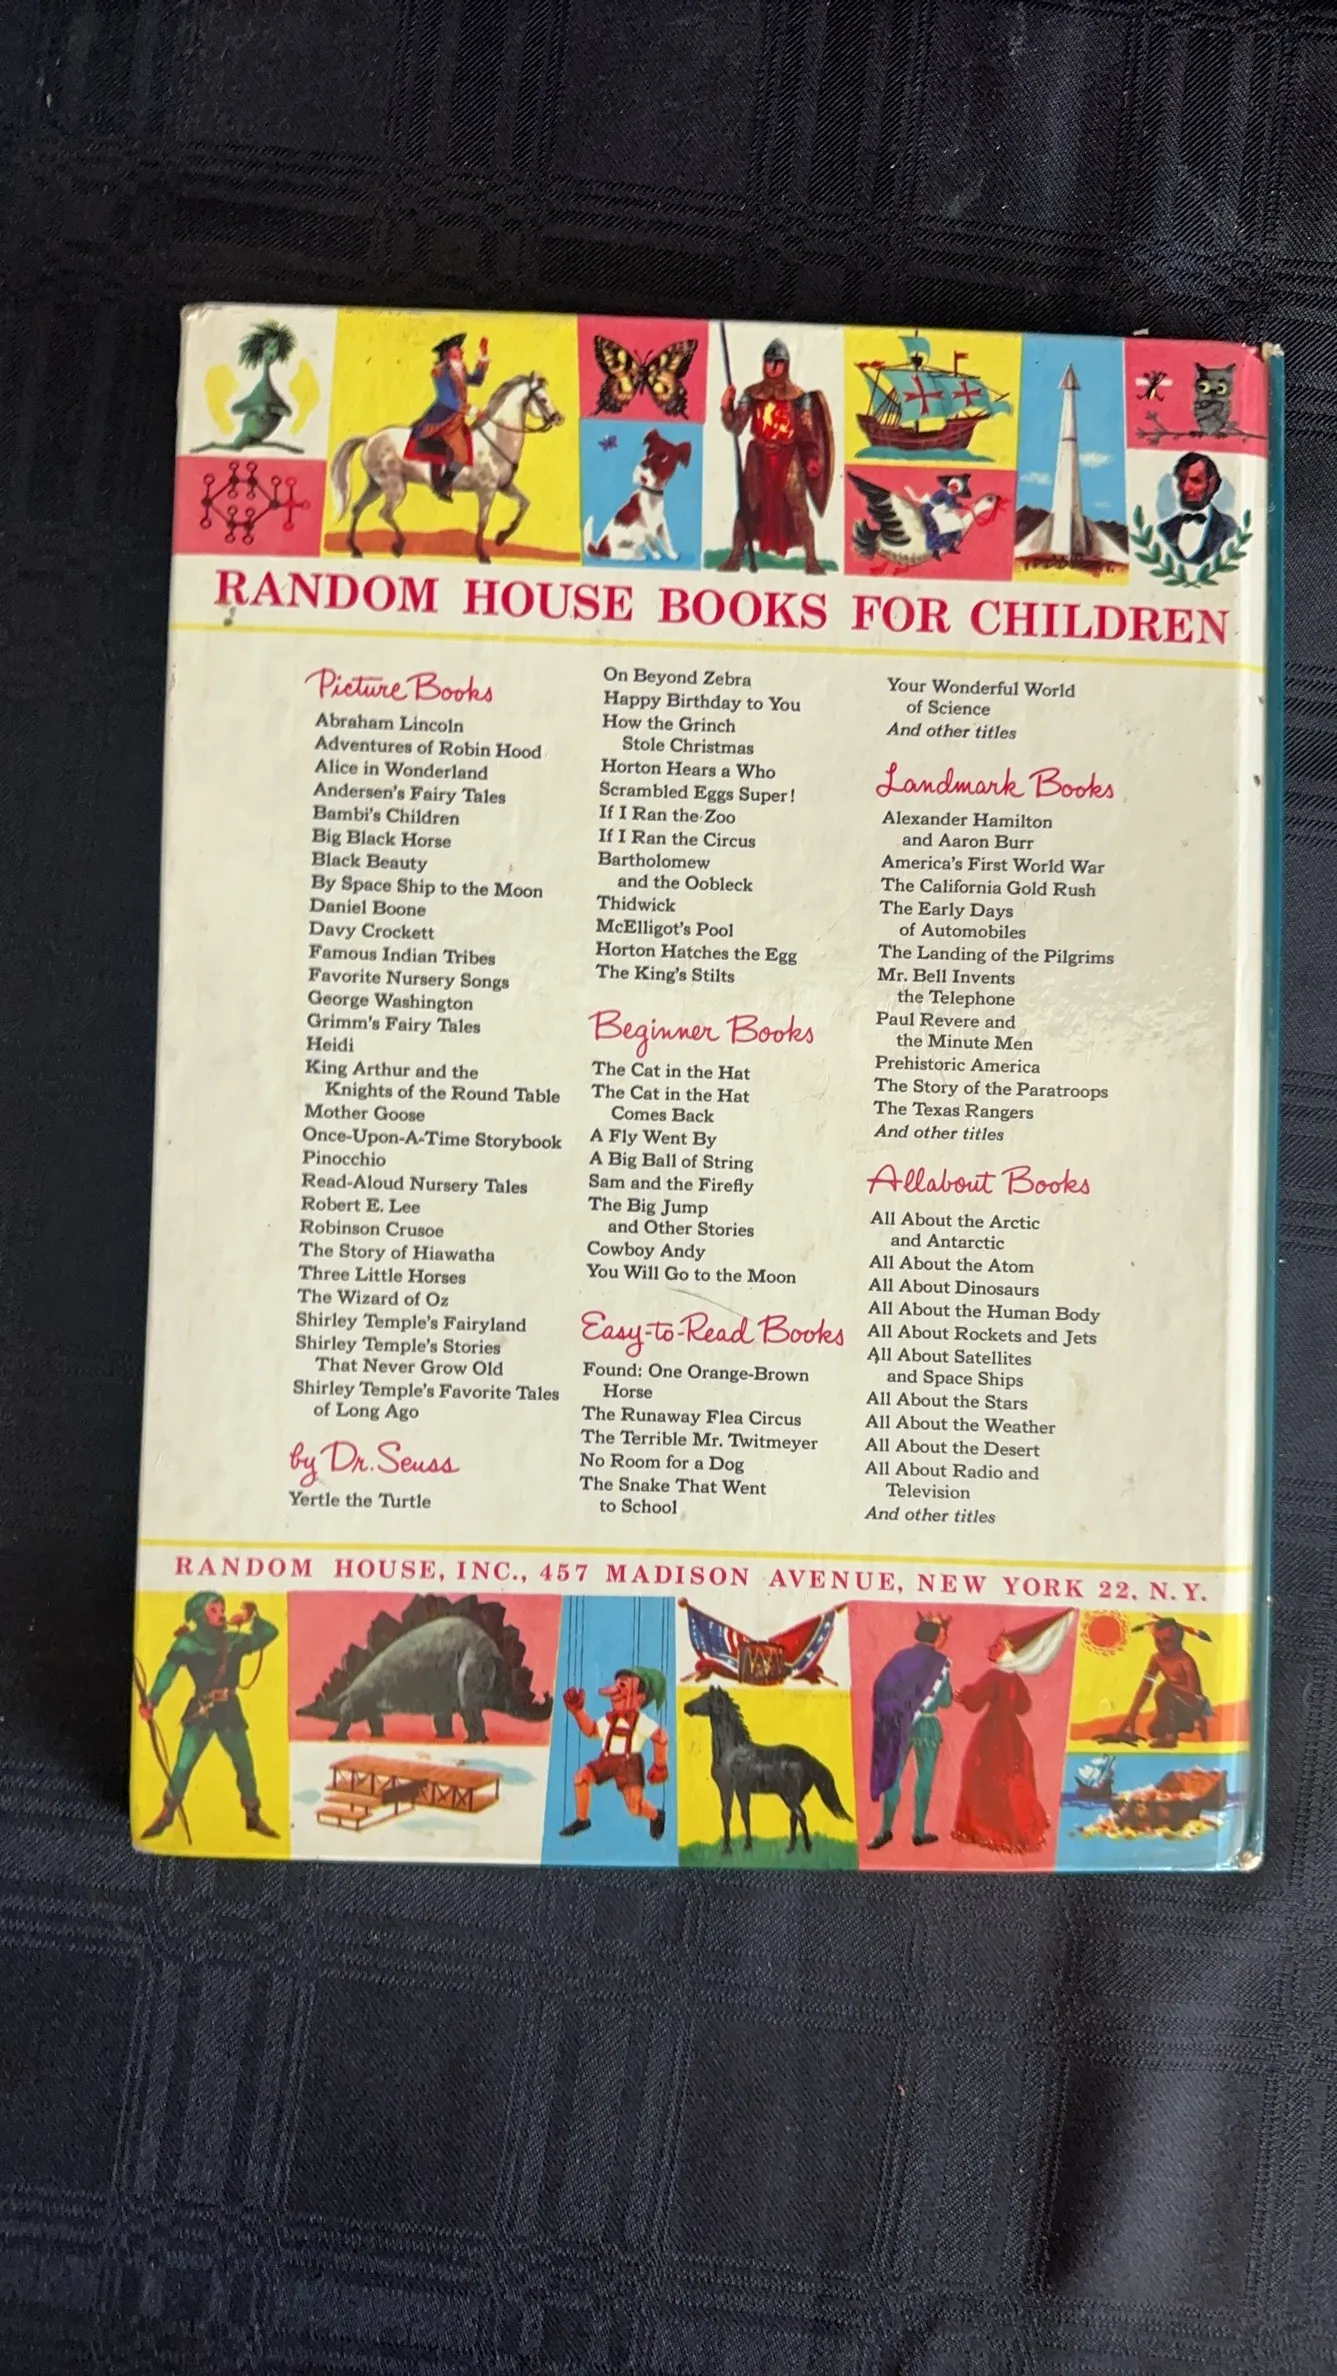 RANDOM HOUSE BOOKS FOR CHILDREN
Picture Books
Abraham Lincoln
Adventures of Robin Hood
Alice in Wonderland
Andersen's Fairy Tales
Bambi's Children
Big Black Horse
Black Beauty
By Space Ship to the Moon
Daniel Boone
Davy Crockett
Famous Indian Tribes
Favorite Nursery Songs
George Washington
Grimm's Fairy Tales
Heidi
King Arthur and the
Knights of the Round Table
Mother Goose
Once-Upon-A-Time Storybook
Pinocchio
Read-Aloud Nursery Tales
Robert E. Lee
Robinson Crusoe
The Story of Hiawatha
Three Little Horses
The Wizard of Oz
Shirley Temple's Fairyland
Shirley Temple's Stories
That Never Grow Old
Shirley Temple's Favorite Tales
of Long Ago
by Dr. Seuss
Yertle the Turtle
On Beyond Zebra
Happy Birthday to You
How the Grinch
Stole Christmas
Horton Hears a Who
Scrambled Eggs Super!
If I Ran the Zoo
If I Ran the Circus
Bartholomew
and the Oobleck
Thidwick
McElligot's Pool
Horton Hatches the Egg
The King's Stilts
Beginner Books
The Cat in the Hat
The Cat in the Hat
Comes Back
A Fly Went By
A Big Ball of String
Sam and the Firefly
The Big Jump
and Other Stories
Cowboy Andy
You Will Go to the Moon
Easy-to-Read Books
Found: One Orange-Brown
Horse
The Runaway Flea Circus
The Terrible Mr. Twitmeyer
No Room for a Dog
The Snake That Went
to School
Your Wonderful World
of Science
And other titles
Landmark Books
Alexander Hamilton
and Aaron Burr
America's First World War
The California Gold Rush
The Early Days
of Automobiles
The Landing of the Pilgrims
Mr. Bell Invents
the Telephone
Paul Revere and
the Minute Men
Prehistoric America
The Story of the Paratroops
The Texas Rangers
And other titles
Allabout Books
All About the Arctic
and Antarctic
All About the Atom
All About Dinosaurs
All About the Human Body
All About Rockets and Jets
All About Satellites
and Space Ships
All About the Stars
All About the Weather
All About the Desert
All About Radio and
Television
And other titles
RANDOM HOUSE, INC., 457 MADISON AVENUE, NEW YORK 22, N.Y.